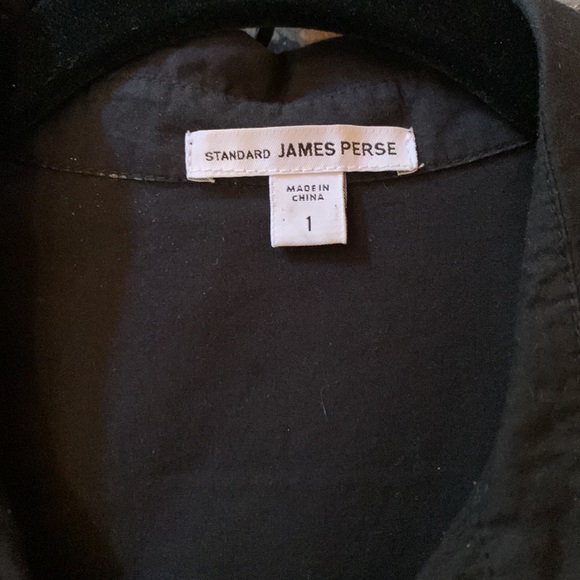 STANDARD JAMES PERSE
MADE IN
CHINA
1